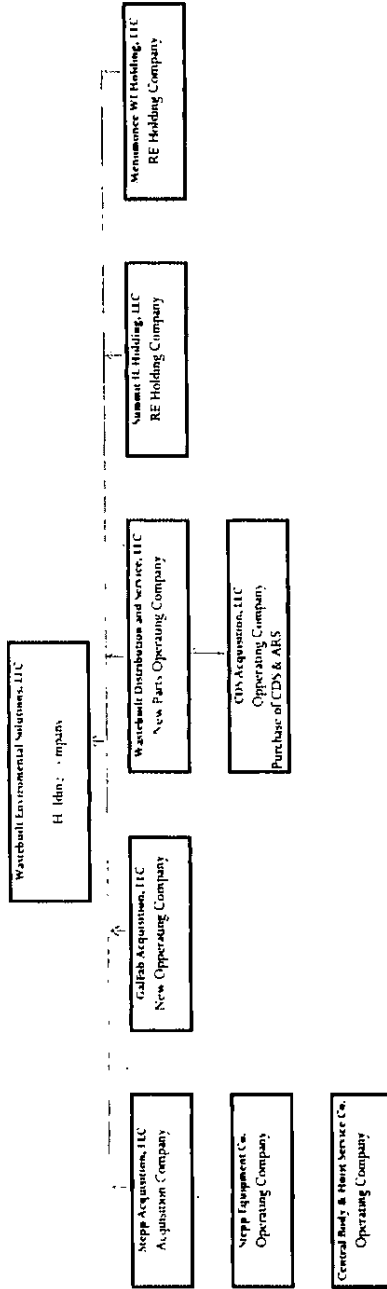 Wastebuilt Enviromental Solutions, LLC
Stepp Acquisition, LLC
Acquisition Company
GalFab Acquisition, LLC
New Opperating Company
Wastebuilt Distribution and Service, LLC
New Parts Operating Company
Summit IL Holding, LLC
RE Holding Company
Menomonee WI Holding, LLC
RE Holding Company
Stepp Equipment Co.
Operating Company
CDS Acquisition, LLC
Opperating Company
Purchase of CDS & ARS
Central Body & Hoist Service Co.
Operating Company